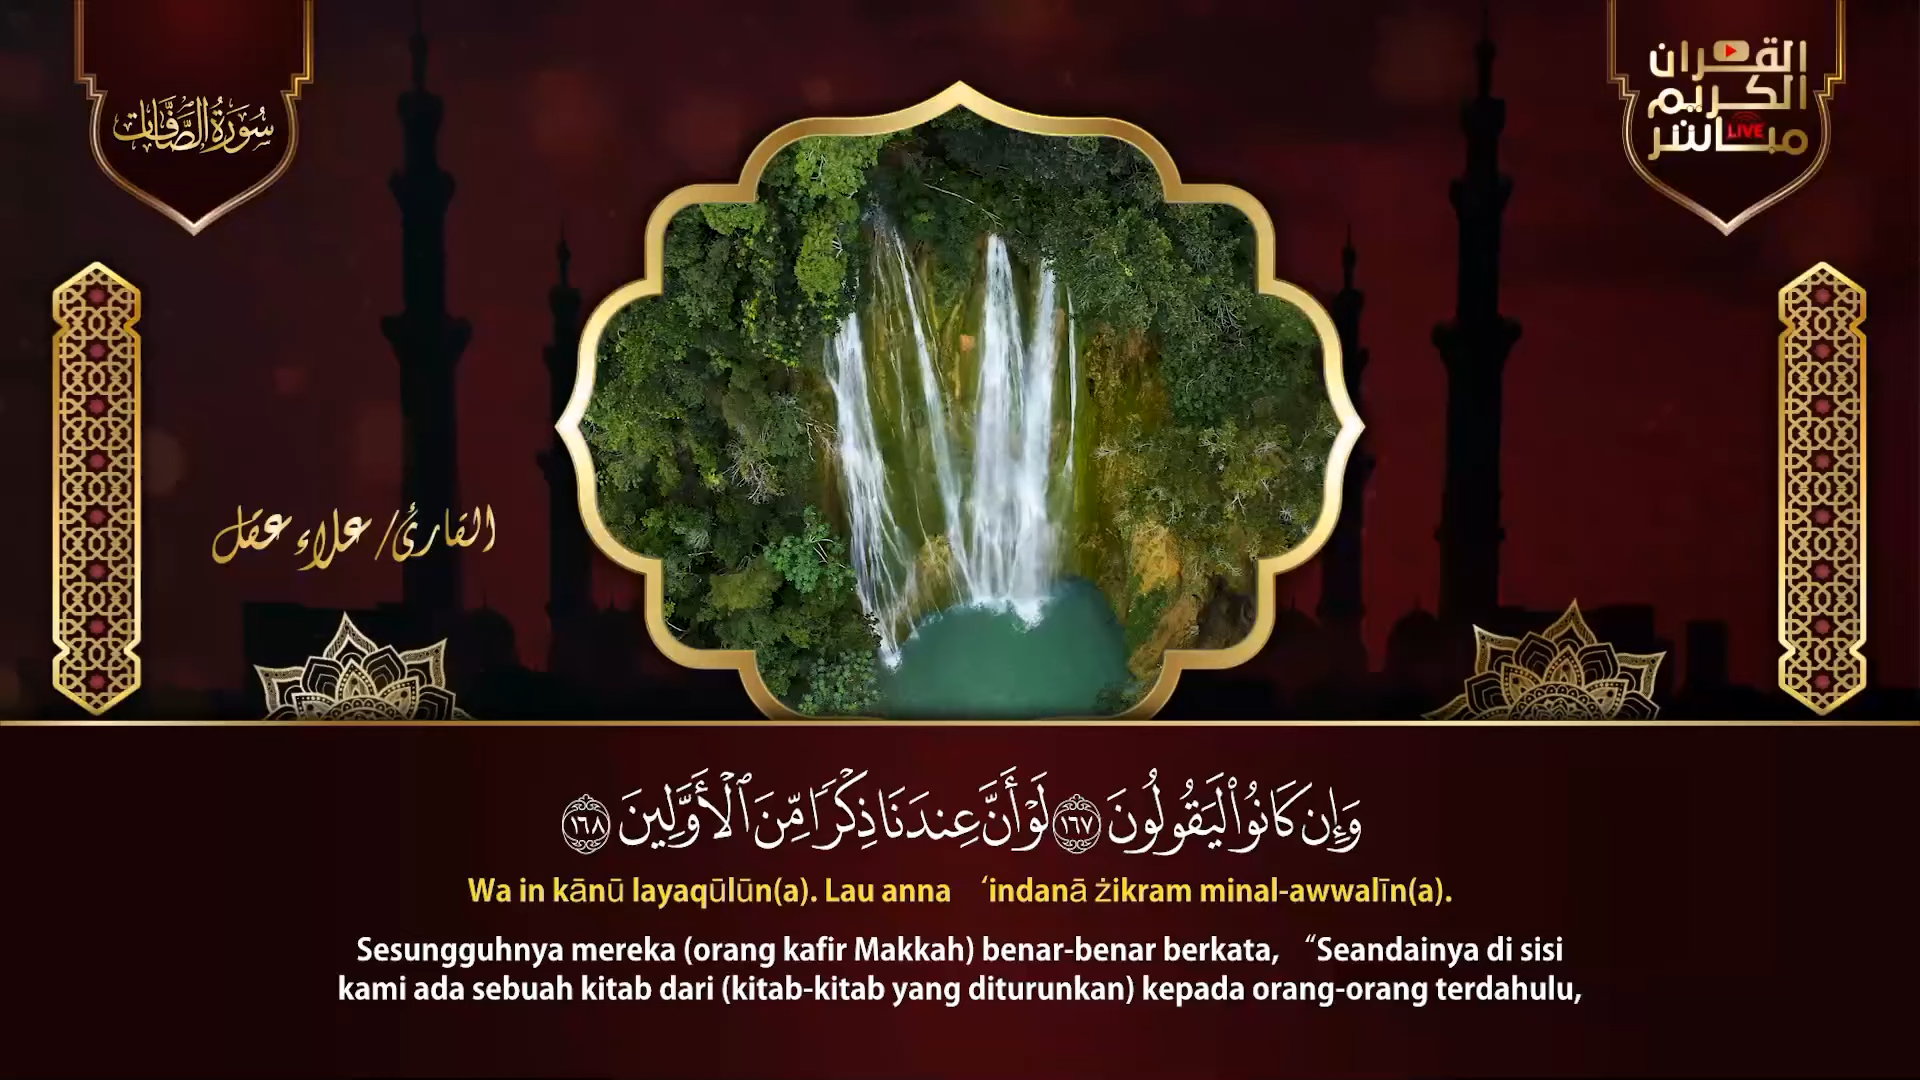 سُورَةُ الصَّافَّات
القرآن
الكريم
مباشر
LIVE
القارئ/ علاء عقل
وَإِن كَانُوا۟ لَيَقُولُونَ ١٦٧ لَوْ أَنَّ عِندَنَا ذِكْرًا مِّنَ ٱلْأَوَّلِينَ ١٦٨
Wa in kānū layaqūlūn(a). Lau anna ‘indanā żikram minal-awwalīn(a).
Sesungguhnya mereka (orang kafir Makkah) benar-benar berkata, “Seandainya di sisi
kami ada sebuah kitab dari (kitab-kitab yang diturunkan) kepada orang-orang terdahulu,